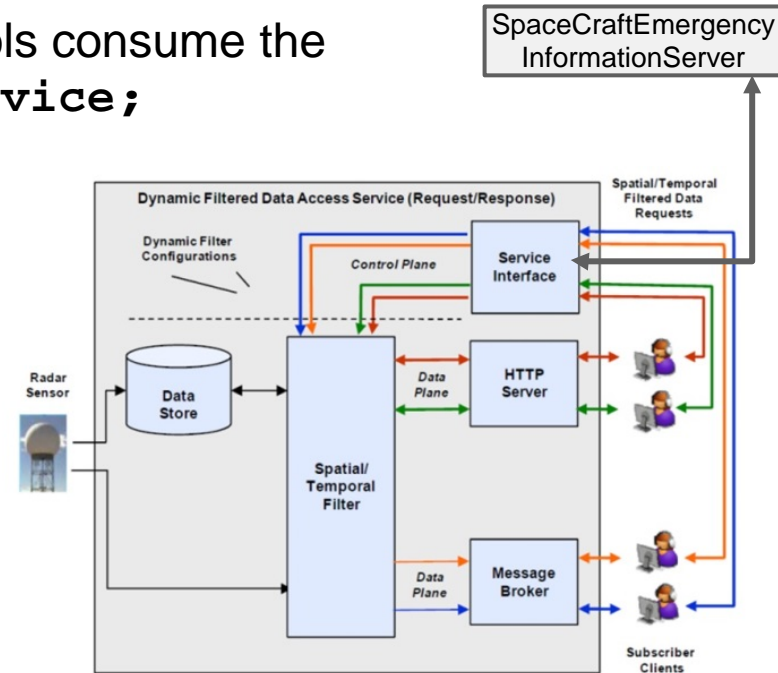 ols consume the
vice;
SpaceCraftEmergency
InformationServer
Dynamic Filtered Data Access Service (Request/Response)
Spatial/Temporal
Filtered Data
Requests
Dynamic Filter
Configurations
Control Plane
Service
Interface
Radar
Sensor
Data
Store
Data
Plane
HTTP
Server
Spatial/
Temporal
Filter
Data
Plane
Message
Broker
Subscriber
Clients